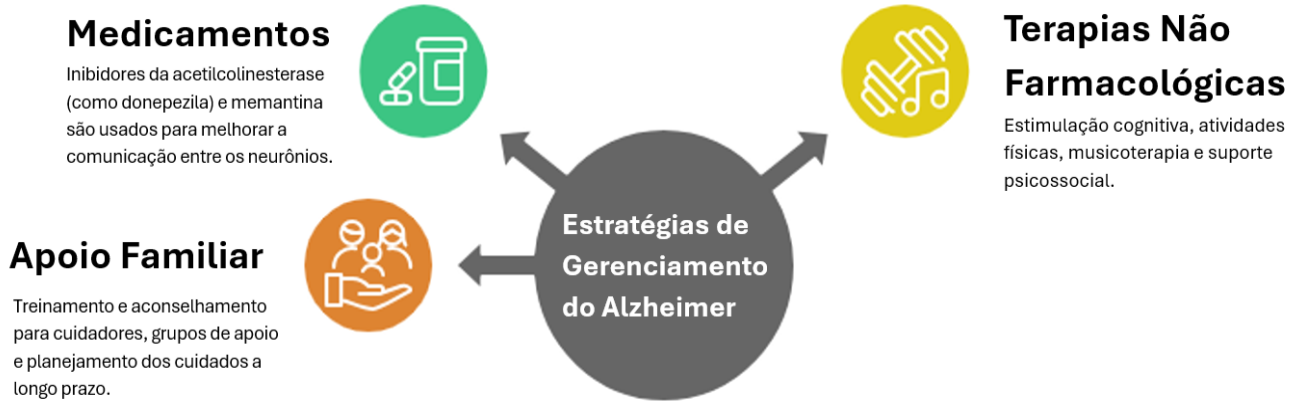 Medicamentos
Inibidores da acetilcolinesterase
(como donepezila) e memantina
são usados para melhorar a
comunicação entre os neurônios.
Terapias Não
Farmacológicas
Estimulação cognitiva, atividades
físicas, musicoterapia e suporte
psicossocial.
Apoio Familiar
Treinamento e aconselhamento
para cuidadores, grupos de apoio
e planejamento dos cuidados a
longo prazo.
Estratégias de
Gerenciamento
do Alzheimer